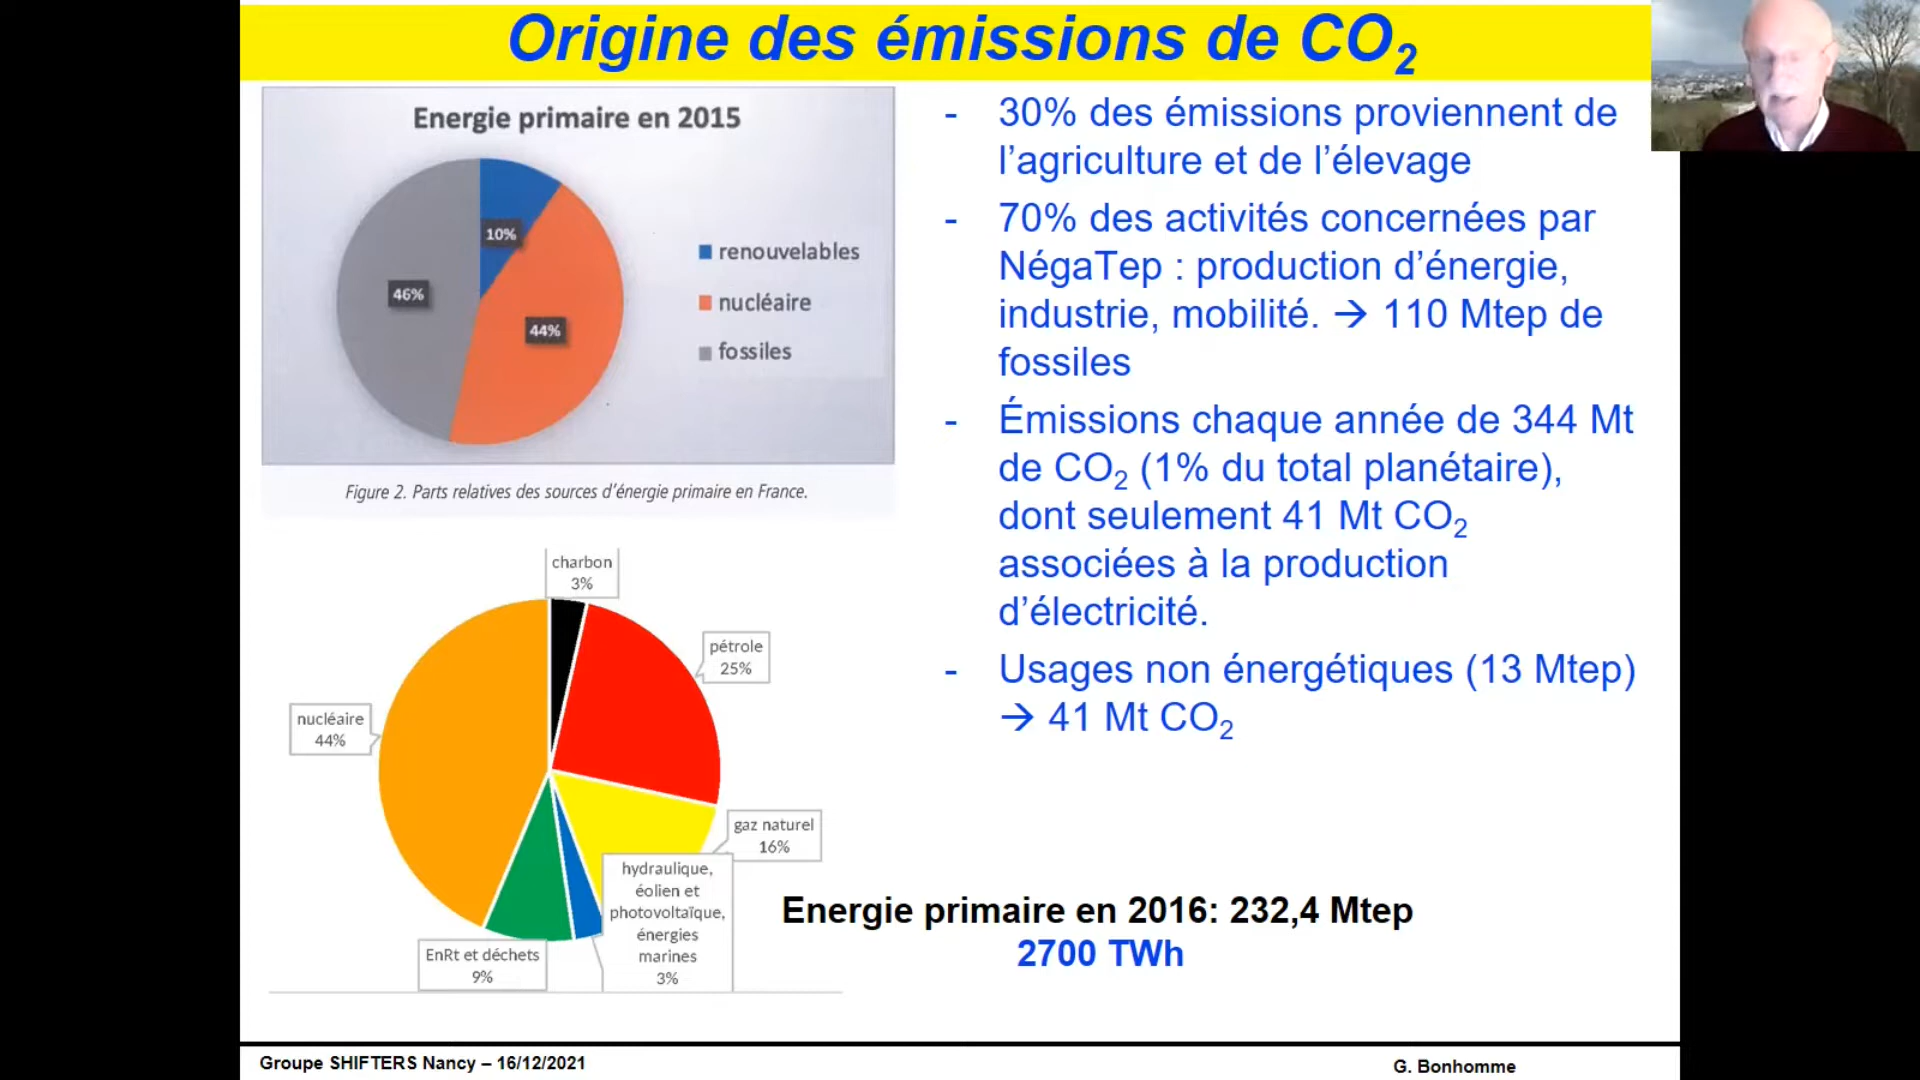 Origine des émissions de CO₂
Energie primaire en 2015
10%
46%
44%
renouvelables
nucléaire
fossiles
Figure 2. Parts relatives des sources d'énergie primaire en France.
charbon
3%
pétrole
25%
nucléaire
44%
gaz naturel
16%
hydraulique,
éolien et
photovoltaïque,
énergies
marines
3%
EnRt et déchets
9%
- 30% des émissions proviennent de
l'agriculture et de l'élevage
- 70% des activités concernées par
NégaTep : production d'énergie,
industrie, mobilité. → 110 Mtep de
fossiles
- Émissions chaque année de 344 Mt
de CO₂ (1% du total planétaire),
dont seulement 41 Mt CO₂
associées à la production
d'électricité.
- Usages non énergétiques (13 Mtep)
→ 41 Mt CO₂
Energie primaire en 2016: 232,4 Mtep
2700 TWh
Groupe SHIFTERS Nancy – 16/12/2021
G. Bonhomme